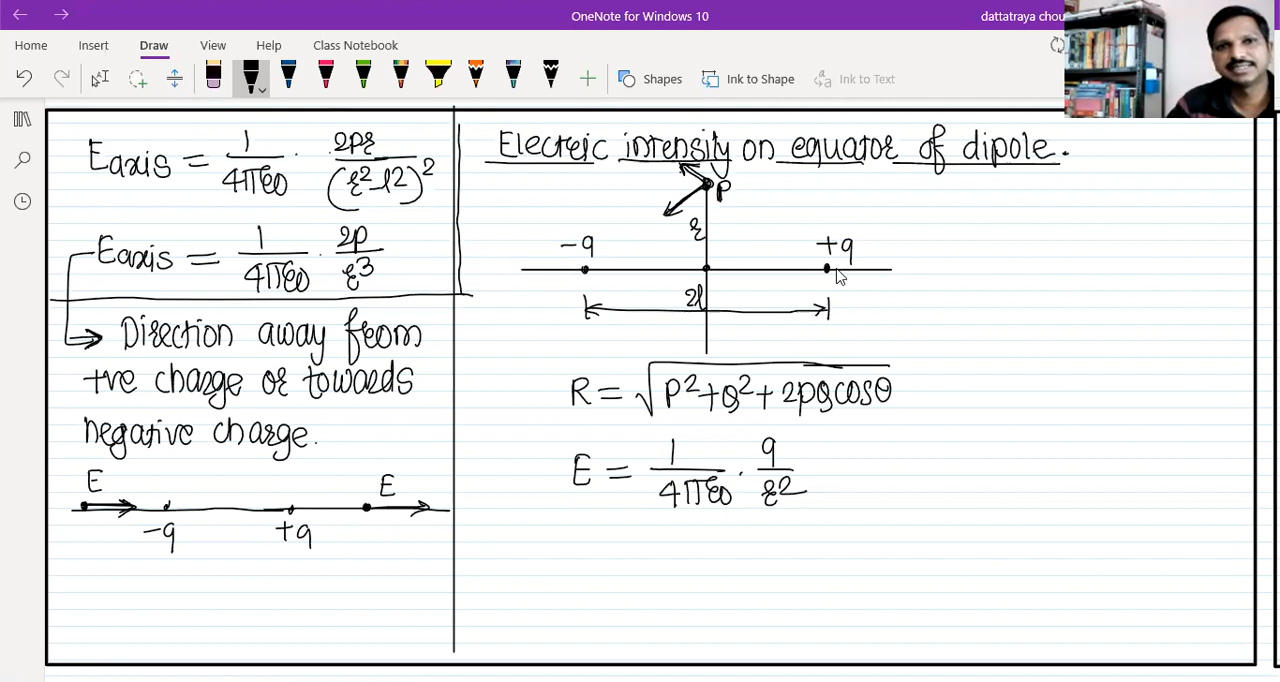 OneNote for Windows 10
dattatraya chou
Home Insert Draw View Help Class Notebook
Shapes Ink to Shape Ink to Text
Eaxis = 1/4πε0 · 2pr/(r²-l²)²
Eaxis = 1/4πε0 · 2p/r³
→ Direction away from
+ve charge or towards
negative charge.
E E
-q +q
Electric intensity on equator of dipole.
P
r
-q +q
2l
R = √P²+Q²+2PQcosθ
E = 1/4πε0 · q/r²